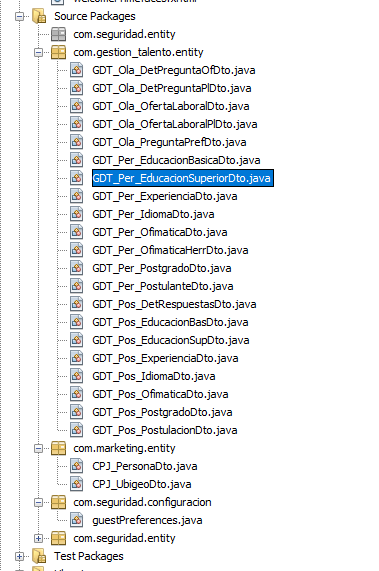 Source Packages
com.seguridad.entity
com.gestion_talento.entity
GDT_Ola_DetPreguntaOfDto.java
GDT_Ola_DetPreguntaPlDto.java
GDT_Ola_OfertaLaboralDto.java
GDT_Ola_OfertaLaboralPlDto.java
GDT_Ola_PreguntaPrefDto.java
GDT_Per_EducacionBasicaDto.java
GDT_Per_EducacionSuperiorDto.java
GDT_Per_ExperienciaDto.java
GDT_Per_IdiomaDto.java
GDT_Per_OfimaticaDto.java
GDT_Per_OfimaticaHerrDto.java
GDT_Per_PostgradoDto.java
GDT_Per_PostulanteDto.java
GDT_Pos_DetRespuestasDto.java
GDT_Pos_EducacionBasDto.java
GDT_Pos_EducacionSupDto.java
GDT_Pos_ExperienciaDto.java
GDT_Pos_IdiomaDto.java
GDT_Pos_OfimaticaDto.java
GDT_Pos_PostgradoDto.java
GDT_Pos_PostulacionDto.java
com.marketing.entity
CPJ_PersonaDto.java
CPJ_UbigeoDto.java
com.seguridad.configuracion
guestPreferences.java
com.seguridad.entity
Test Packages